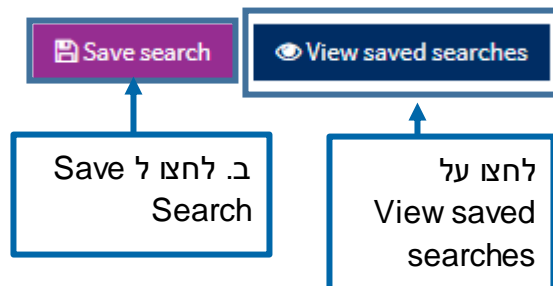 Save search
View saved searches
ב. לחצו ל Save
Search
לחצו על
View saved
searches